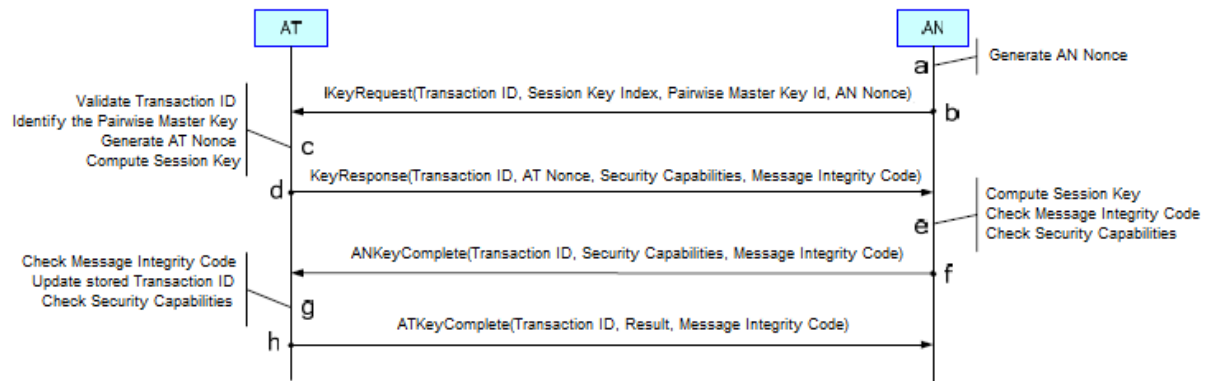 AT
AN
a
Generate AN Nonce
IKeyRequest(Transaction ID, Session Key Index, Pairwise Master Key Id, AN Nonce)
b
Validate Transaction ID
Identify the Pairwise Master Key
Generate AT Nonce
Compute Session Key
c
d
KeyResponse(Transaction ID, AT Nonce, Security Capabilities, Message Integrity Code)
e
Compute Session Key
Check Message Integrity Code
Check Security Capabilities
ANKeyComplete(Transaction ID, Security Capabilities, Message Integrity Code)
f
Check Message Integrity Code
Update stored Transaction ID
Check Security Capabilities
g
ATKeyComplete(Transaction ID, Result, Message Integrity Code)
h